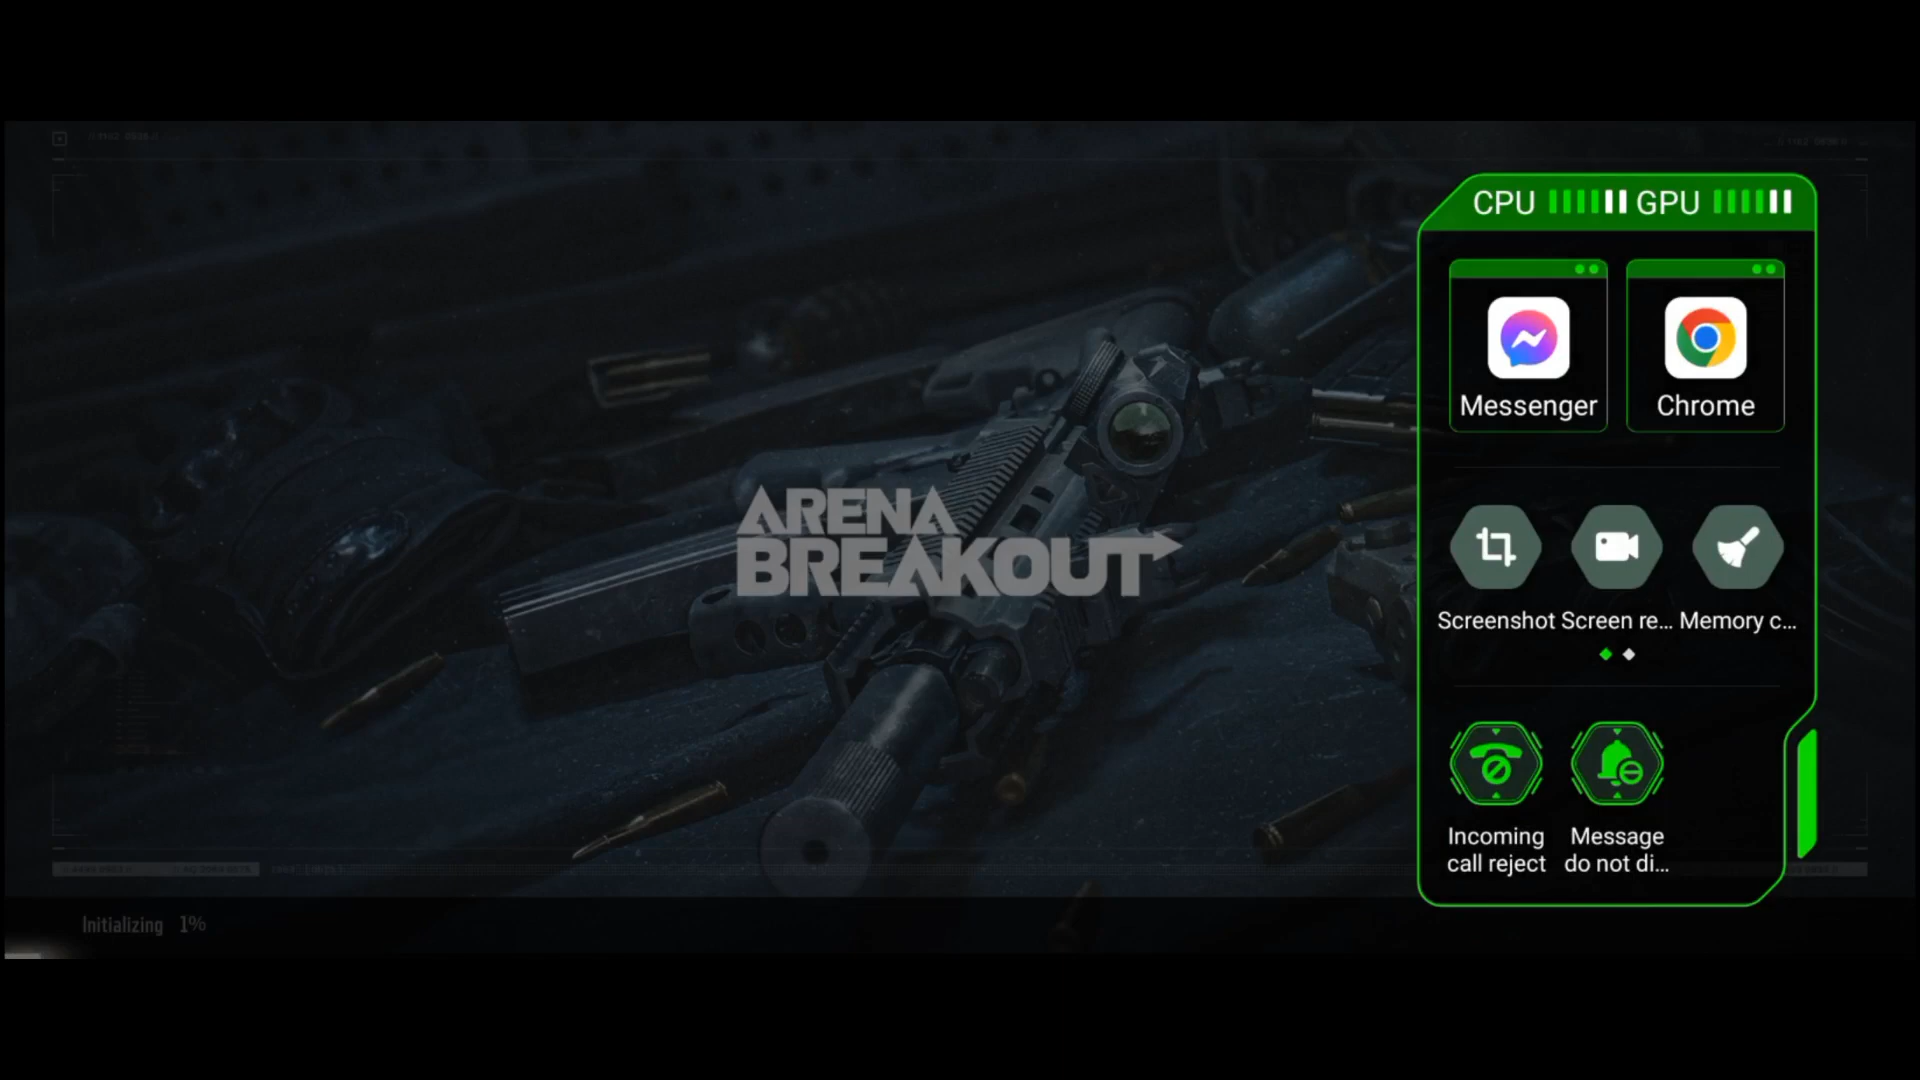 CPU GPU
Messenger Chrome
Screenshot Screen re... Memory c...
ARENA
BREAKOUT
Incoming Message
call reject do not di...
Initializing 1%